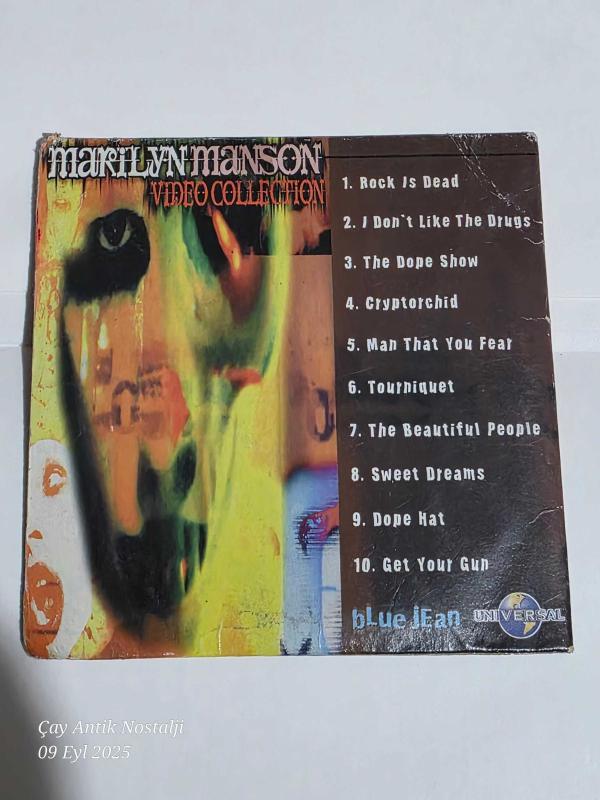 MARILYN MANSON
VIDEO COLLECTION
1. Rock Is Dead
2. I Don't Like The Drugs
3. The Dope Show
4. Cryptorchid
5. Man That You Fear
6. Tourniquet
7. The Beautiful People
8. Sweet Dreams
9. Dope Hat
10. Get Your Gun
bLue jEan
UNIVERSAL
Çay Antik Nostalji
09 Eyl 2025